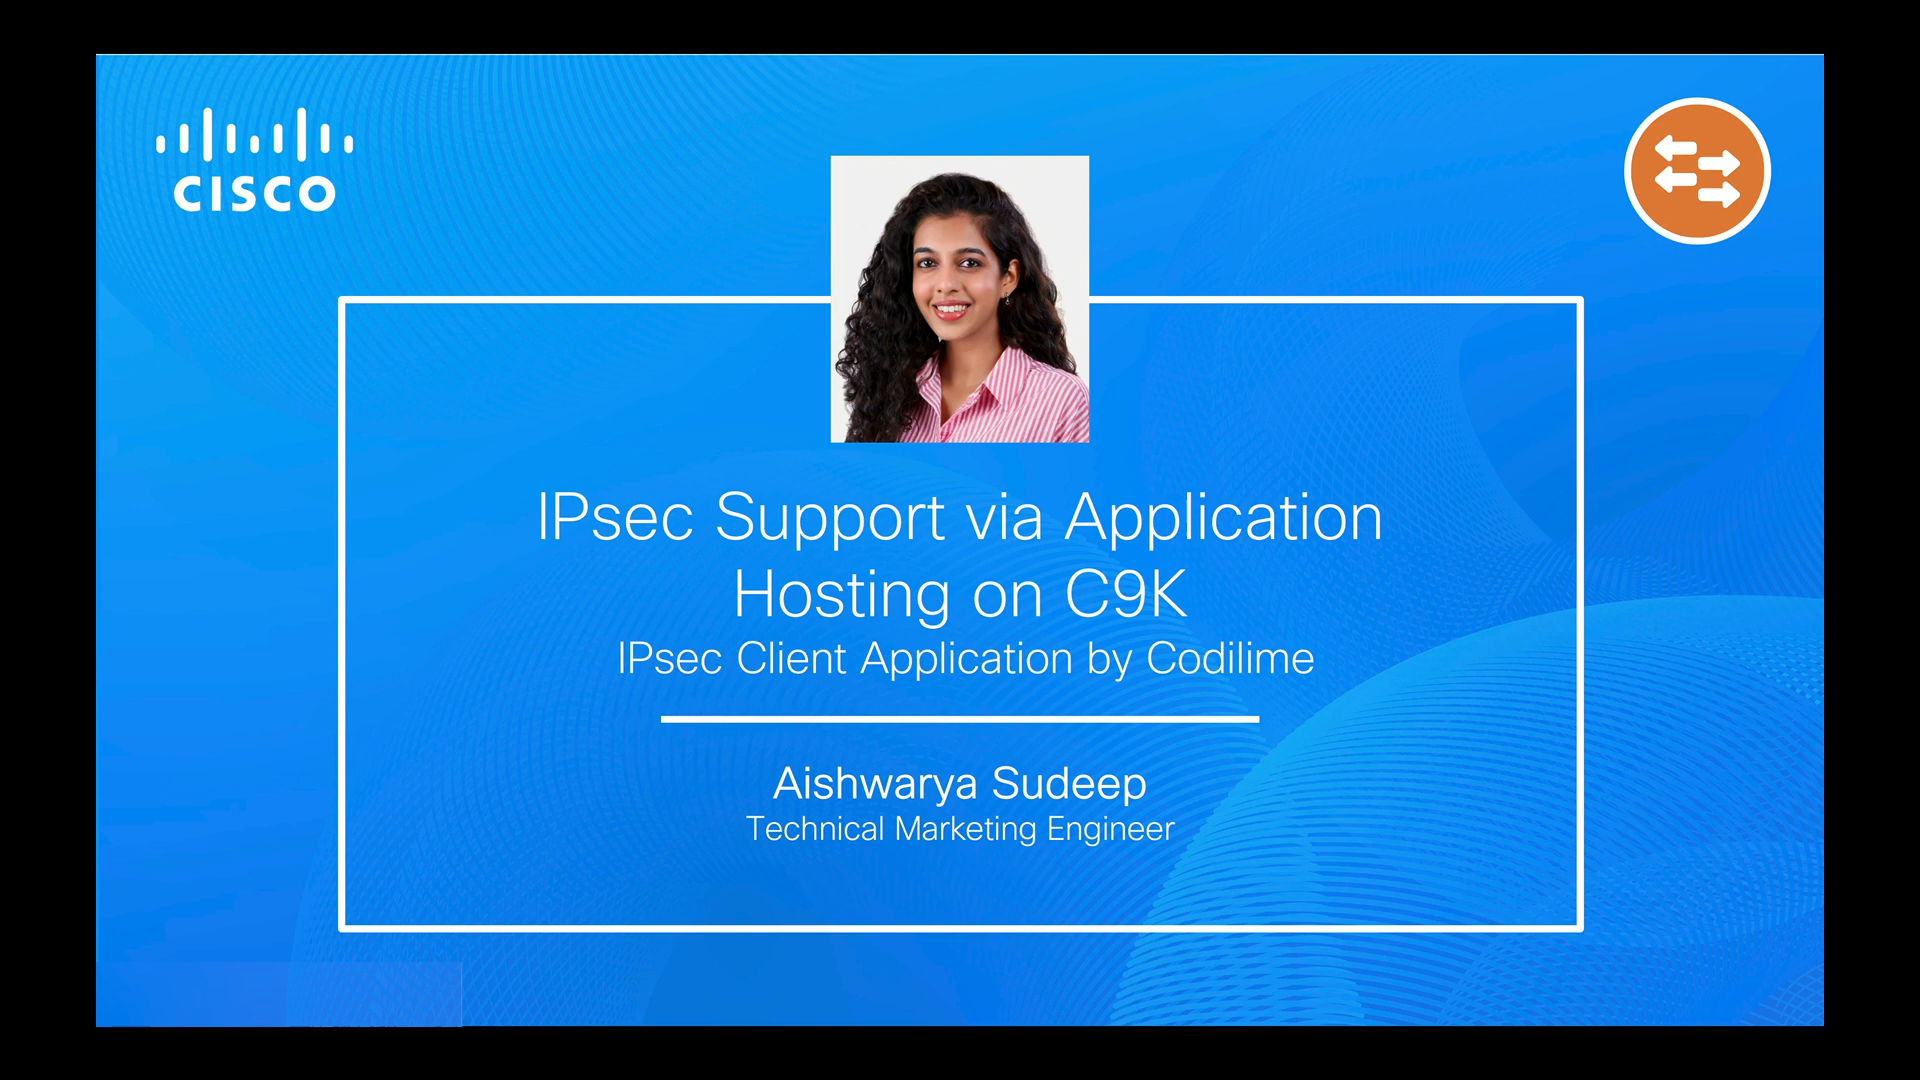 CISCO
IPsec Support via Application
Hosting on C9K
IPsec Client Application by Codilime
Aishwarya Sudeep
Technical Marketing Engineer